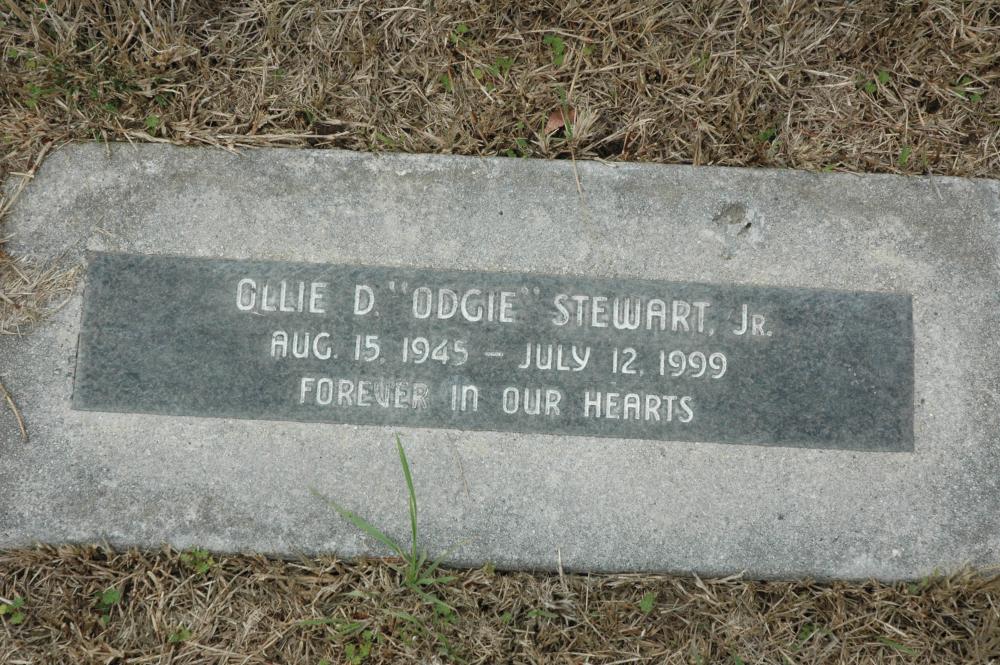 OLLIE D. "ODGIE" STEWART, JR.
AUG. 15, 1945 – JULY 12, 1999
FOREVER IN OUR HEARTS